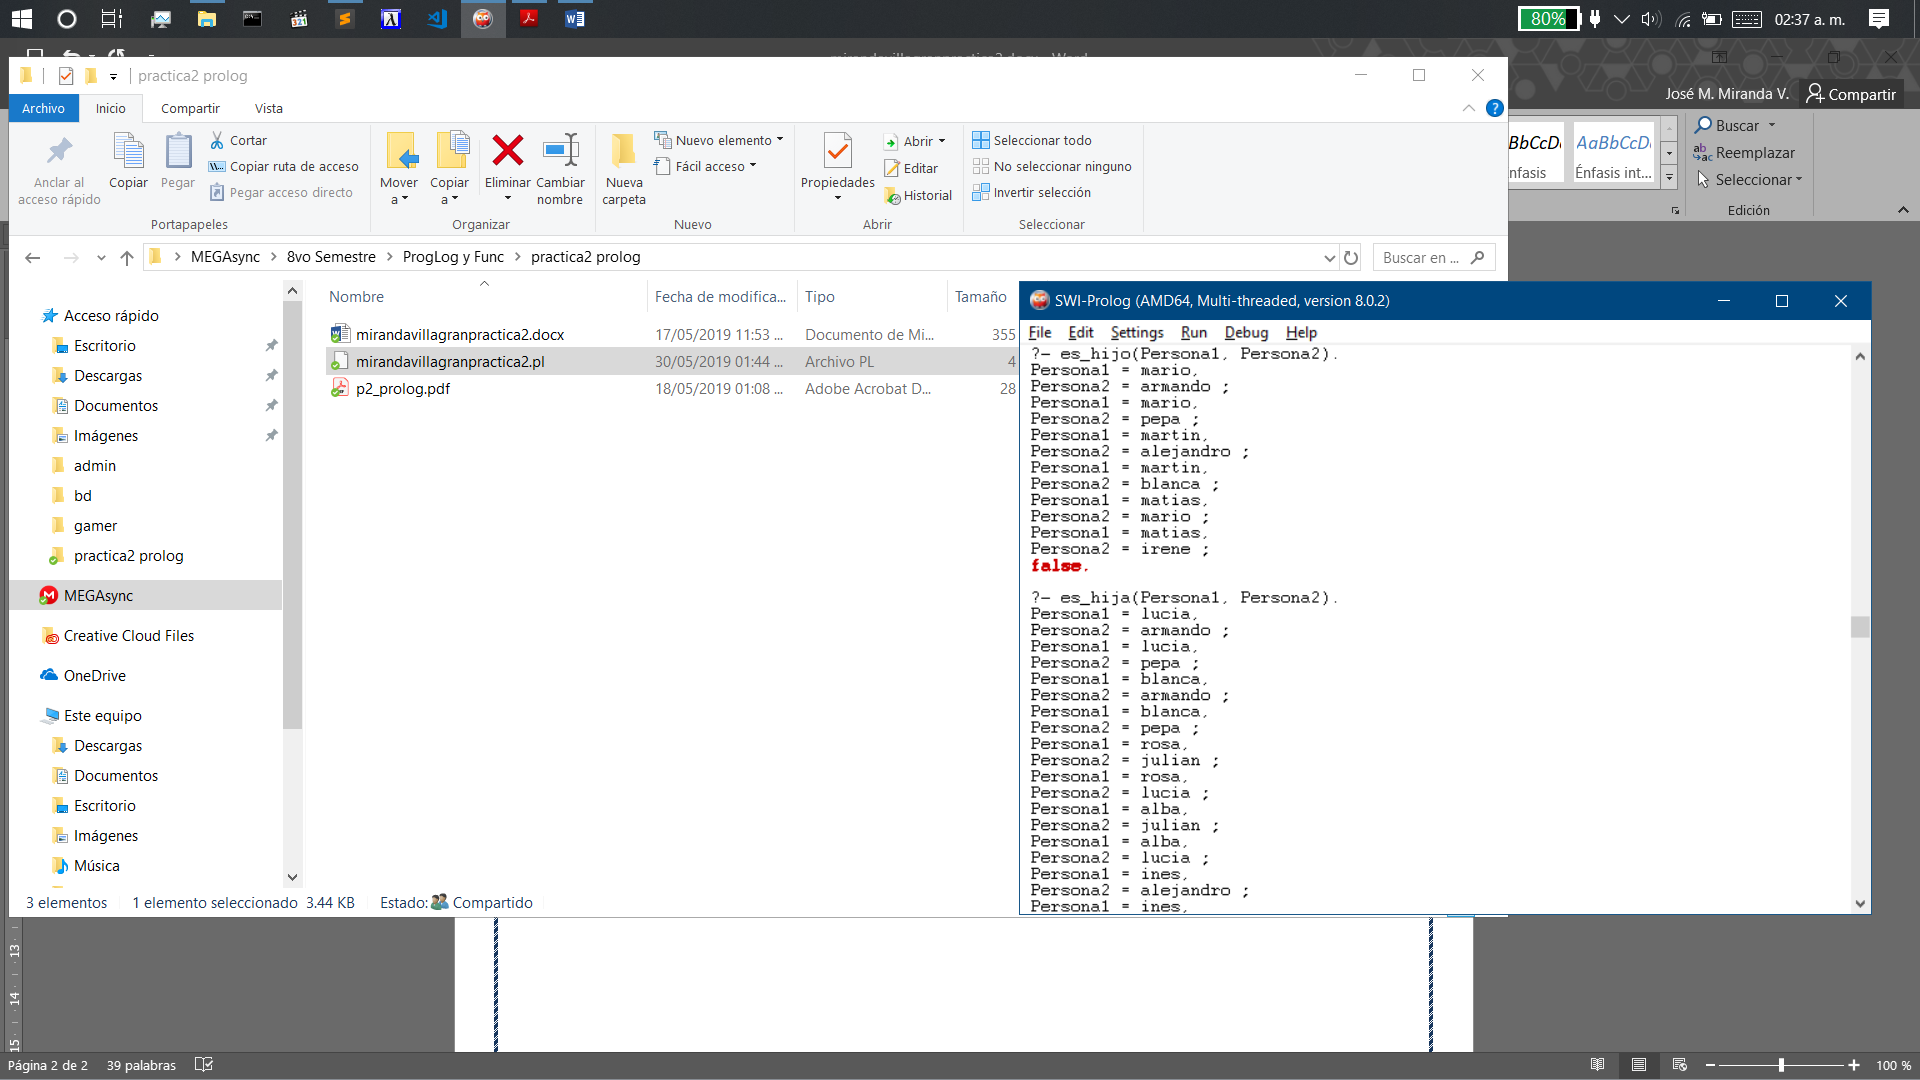 80%
02:37 a. m.
practica2 prolog
José M. Miranda V.
Compartir
Archivo
Inicio
Compartir
Vista
Anclar al
acceso rápido
Copiar
Pegar
Cortar
Copiar ruta de acceso
Pegar acceso directo
Portapapeles
Mover
a
Copiar
a
Eliminar
Cambiar
nombre
Organizar
Nueva
carpeta
Nuevo elemento
Fácil acceso
Nuevo
Propiedades
Abrir
Editar
Historial
Abrir
Seleccionar todo
No seleccionar ninguno
Invertir selección
Seleccionar
BbCcD
AaBbCcD
nfasis
Énfasis int...
Buscar
Reemplazar
Seleccionar
Edición
MEGAsync
8vo Semestre
ProgLog y Func
practica2 prolog
Buscar en ...
Nombre
Fecha de modifica...
Tipo
Tamaño
mirandavillagranpractica2.docx
17/05/2019 11:53 ...
Documento de Mi...
355
mirandavillagranpractica2.pl
30/05/2019 01:44 ...
Archivo PL
4
p2_prolog.pdf
18/05/2019 01:08 ...
Adobe Acrobat D...
28
Acceso rápido
Escritorio
Descargas
Documentos
Imágenes
admin
bd
gamer
practica2 prolog
MEGAsync
Creative Cloud Files
OneDrive
Este equipo
Descargas
Documentos
Escritorio
Imágenes
Música
3 elementos
1 elemento seleccionado 3.44 KB
Estado: Compartido
SWI-Prolog (AMD64, Multi-threaded, version 8.0.2)
File Edit Settings Run Debug Help
?- es_hijo(Persona1, Persona2).
Persona1 = mario,
Persona2 = armando ;
Persona1 = mario,
Persona2 = pepa ;
Persona1 = martin,
Persona2 = alejandro ;
Persona1 = martin,
Persona2 = blanca ;
Persona1 = matias,
Persona2 = mario ;
Persona1 = matias,
Persona2 = irene ;
false.
?- es_hija(Persona1, Persona2).
Persona1 = lucia,
Persona2 = armando ;
Persona1 = lucia,
Persona2 = pepa ;
Persona1 = blanca,
Persona2 = armando ;
Persona1 = blanca,
Persona2 = pepa ;
Persona1 = rosa,
Persona2 = julian ;
Persona1 = rosa,
Persona2 = lucia ;
Persona1 = alba,
Persona2 = julian ;
Persona1 = alba,
Persona2 = lucia ;
Persona1 = ines,
Persona2 = alejandro ;
Persona1 = ines,
13
14
15
Página 2 de 2
39 palabras
100 %